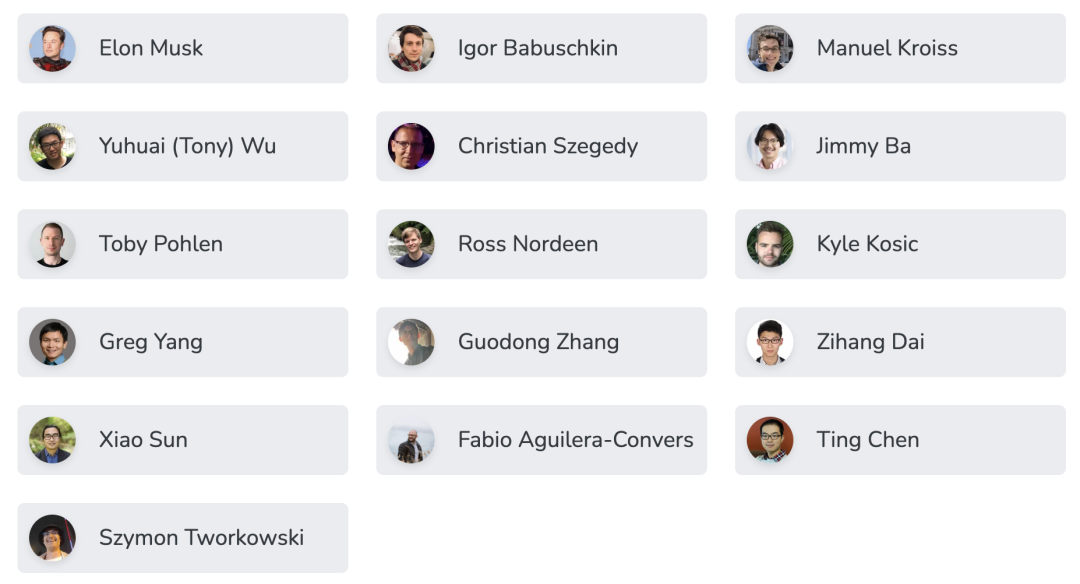 Elon Musk
Igor Babuschkin
Manuel Kroiss
Yuhuai (Tony) Wu
Christian Szegedy
Jimmy Ba
Toby Pohlen
Ross Nordeen
Kyle Kosic
Greg Yang
Guodong Zhang
Zihang Dai
Xiao Sun
Fabio Aguilera-Convers
Ting Chen
Szymon Tworkowski